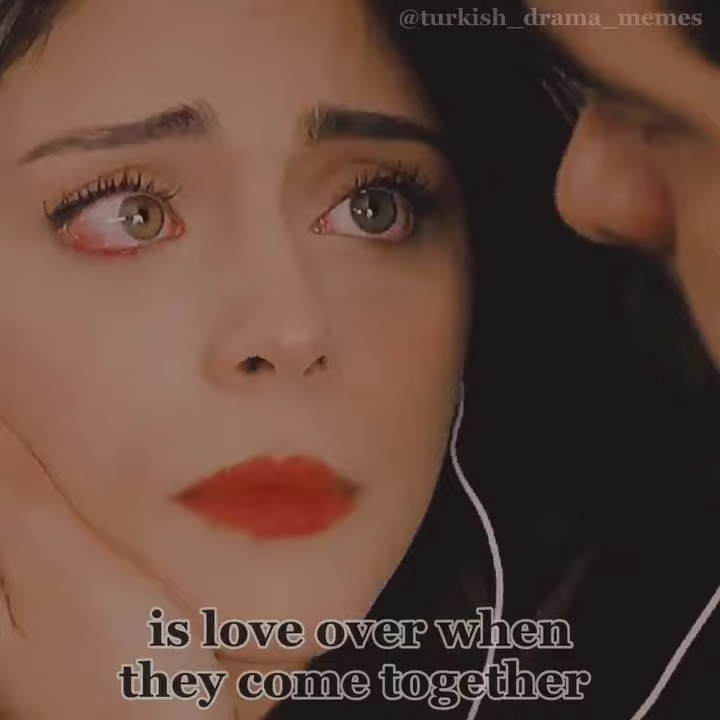 @turkish_drama_memes
is love over when
they come together